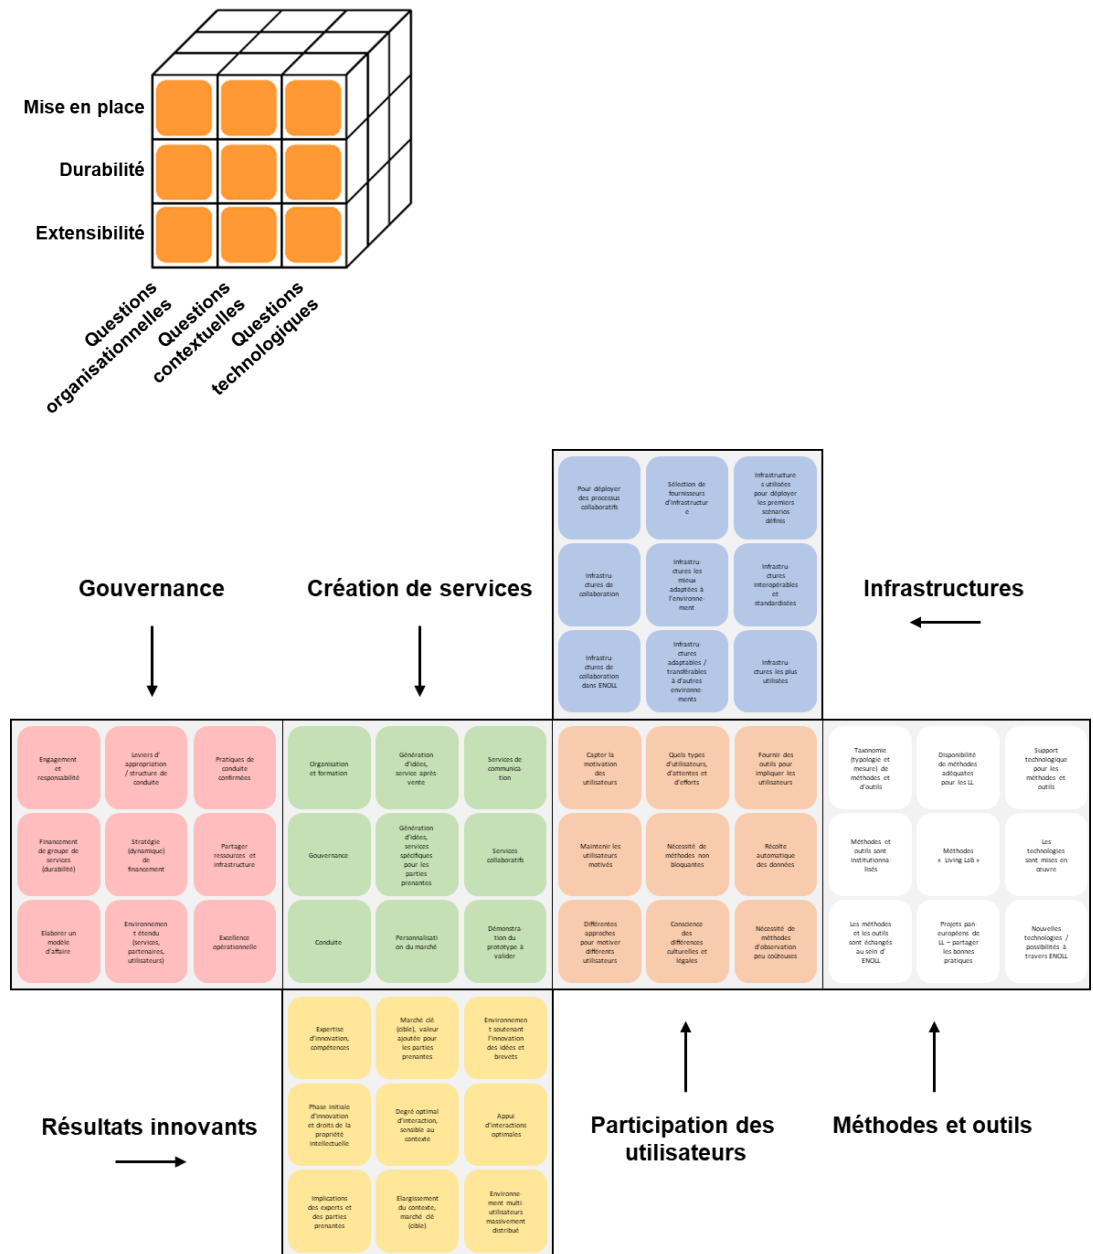 Mise en place
Durabilité
Extensibilité
Questions
organisationnelles
Questions
contextuelles
Questions
technologiques
Gouvernance
Création de services
Infrastructures
Pour déployer
des processus
collaboratifs
Sélection de
fournisseurs
d'infrastructur
e
Infrastructure
s utilisées
pour déployer
les premiers
scénarios
définis
Infrastru-
ctures de
collaboration
Infrastru-
ctures les
mieux
adaptées à
l'environne-
ment
Infrastru-
ctures
interopérables
et
standardisées
Infrastru-
ctures de
collaboration
dans ENOLL
Infrastru-
ctures
adaptables /
transférables
à d'autres
environne-
ments
Infrastru-
ctures les plus
utilisées
Engagement
et
responsabilité
Leviers d'
appropriation
/ structure de
conduite
Pratiques de
conduite
confirmées
Financement
de groupe de
services
(durabilité)
Stratégie
(dynamique)
de
financement
Partager
ressources et
infrastructure
Elaborer un
modèle
d'affaire
Environnemen
t étendu
(services,
partenaires,
utilisateurs)
Excellence
opérationnelle
Organisation
et formation
Génération
d'idées,
service après-
vente
Services de
communica-
tion
Gouvernance
Génération
d'idées,
services
spécifiques
pour les
parties
prenantes
Services
collaboratifs
Conduite
Personnalisati
on du marché
Démonstra-
tion du
prototype à
valider
Capter la
motivation
des
utilisateurs
Quels types
d'utilisateurs,
d'attentes et
d'efforts
Fournir des
outils pour
impliquer les
utilisateurs
Maintenir les
utilisateurs
motivés
Nécessité de
méthodes non
bloquantes
Récolte
automatique
des données
Différentes
approches
pour motiver
différents
utilisateurs
Conscience
des
différences
culturelles et
légales
Nécessité de
méthodes
d'observation
peu coûteuses
Taxonomie
(typologie et
mesure) de
méthodes et
d'outils
Disponibilité
de méthodes
adéquates
pour les LL
Support
technologique
pour les
méthodes et
outils
Méthodes et
outils sont
institutionna
lisés
Méthodes
« Living Lab »
Les
technologies
sont mises en
œuvre
Les méthodes
et les outils
sont échangés
au sein d'
ENOLL
Projets pan
européens de
LL – partager
les bonnes
pratiques
Nouvelles
technologies /
possibilités à
travers ENOLL
Expertise
d'innovation,
compétences
Marché clé
(cible), valeur
ajoutée pour
les parties
prenantes
Environnemen
t soutenant
l'innovation
des idées et
brevets
Phase initiale
d'innovation
et droits de la
propriété
intellectuelle
Degré optimal
d'interaction,
sensible au
contexte
Appui
d'interactions
optimales
Implications
des experts et
des parties
prenantes
Elargissement
du contexte,
marché clé
(cible)
Environne-
ment multi-
utilisateurs
massivement
distribué
Résultats innovants
Participation des
utilisateurs
Méthodes et outils